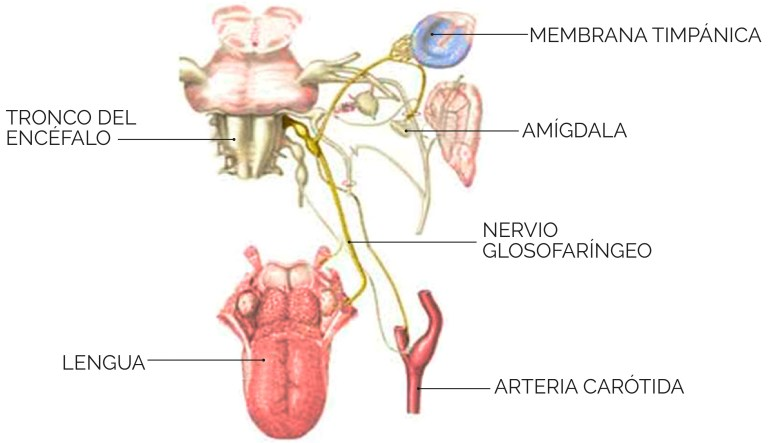 MEMBRANA TIMPÁNICA
TRONCO DEL
ENCÉFALO
AMÍGDALA
NERVIO
GLOSOFARÍNGEO
LENGUA
ARTERIA CARÓTIDA